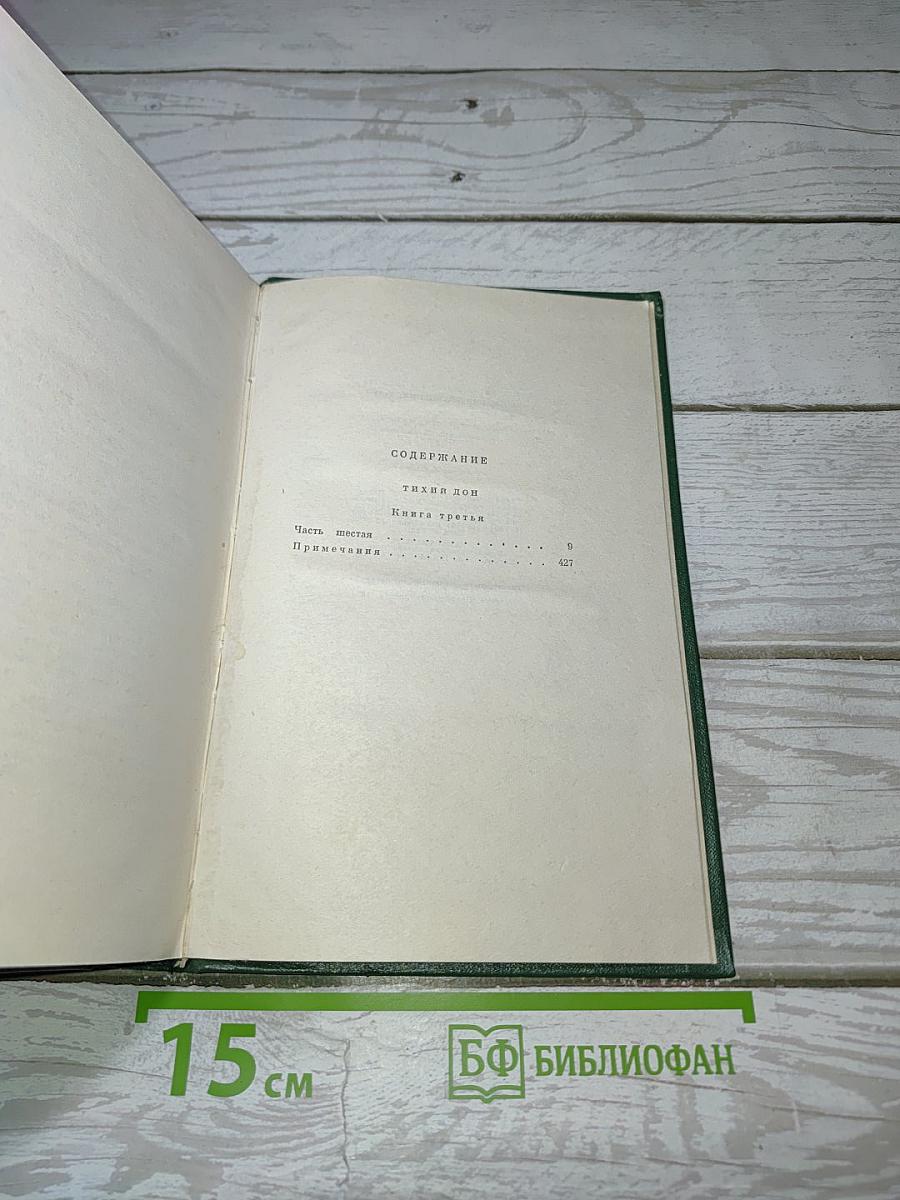 СОДЕРЖАНИЕ
ТИХИЙ ДОН
Книга третья
Часть шестая . . . . . . . . . . . . . 9
Примечания . . . . . . . . . . . . . 427
15 см
БФ БИБЛИОФАН